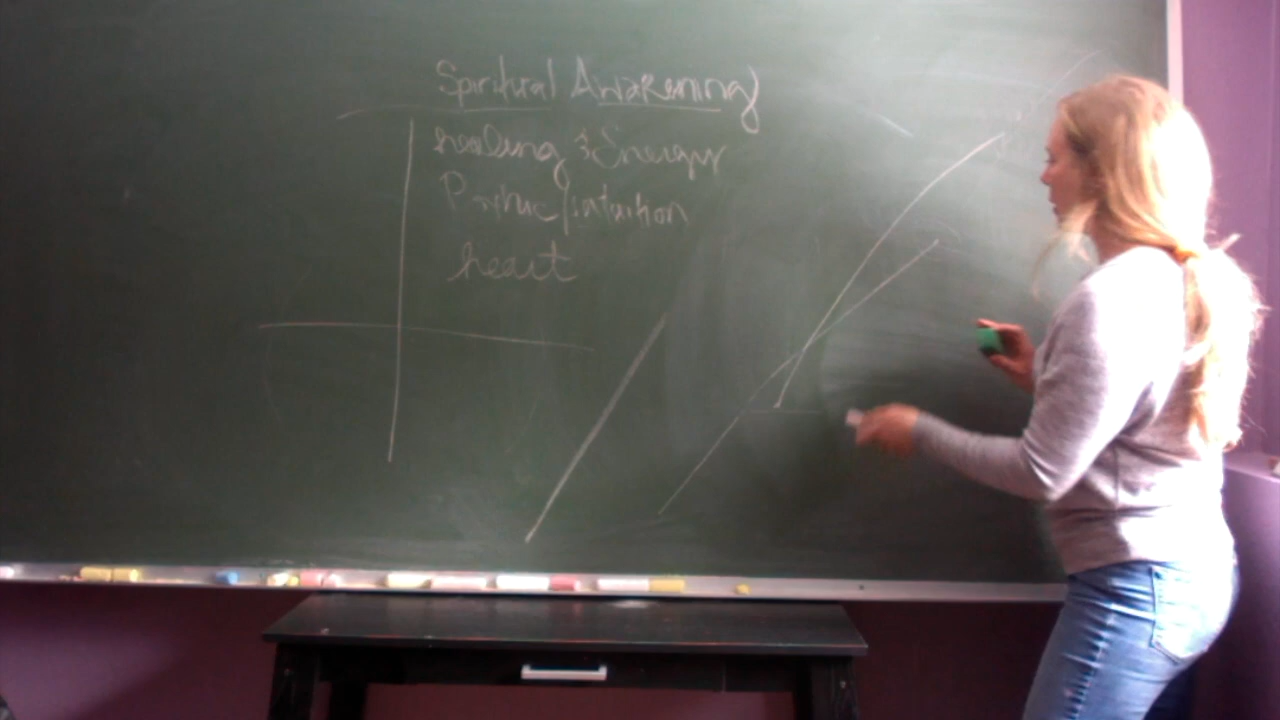 Spiritual Awakening
healing & Energy
Psychic/intuition
heart